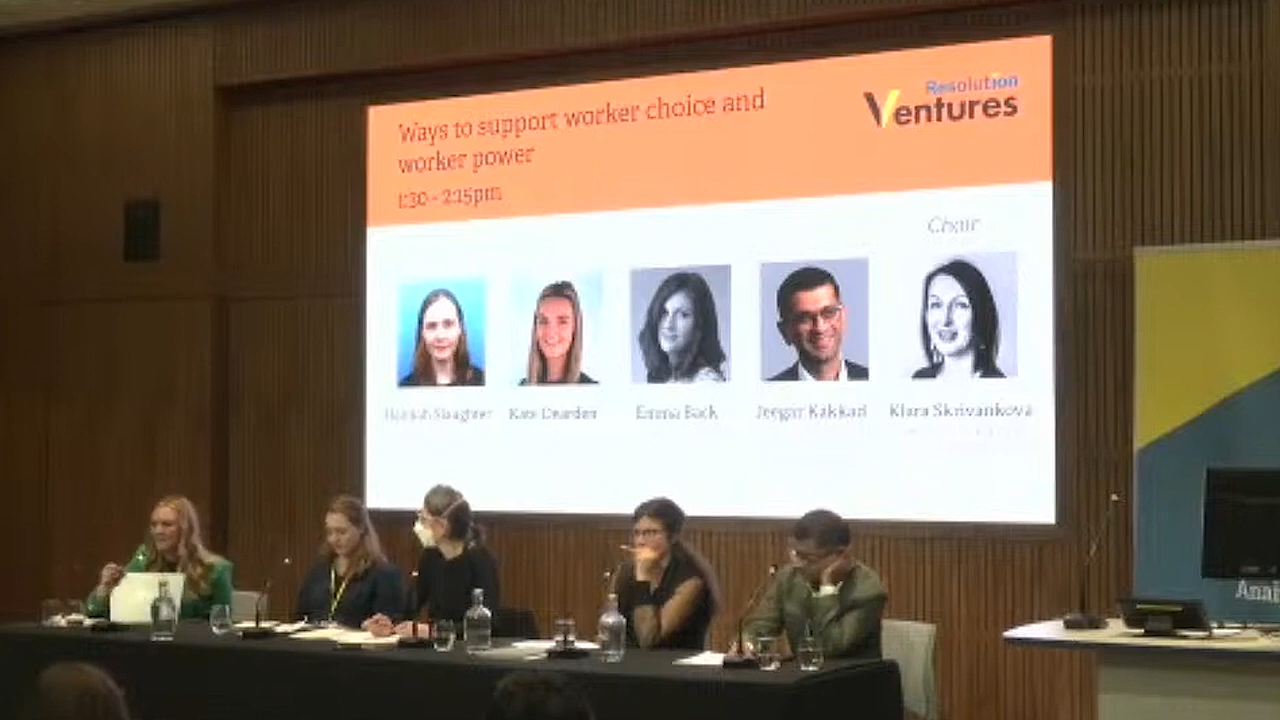 Ways to support worker choice and
worker power
1:30 - 2:15pm
Resolution
Ventures
Chair
Hannah Slaughter
Kate Dearden
Emma Back
Jeegar Kakkad
Klara Skrivankova